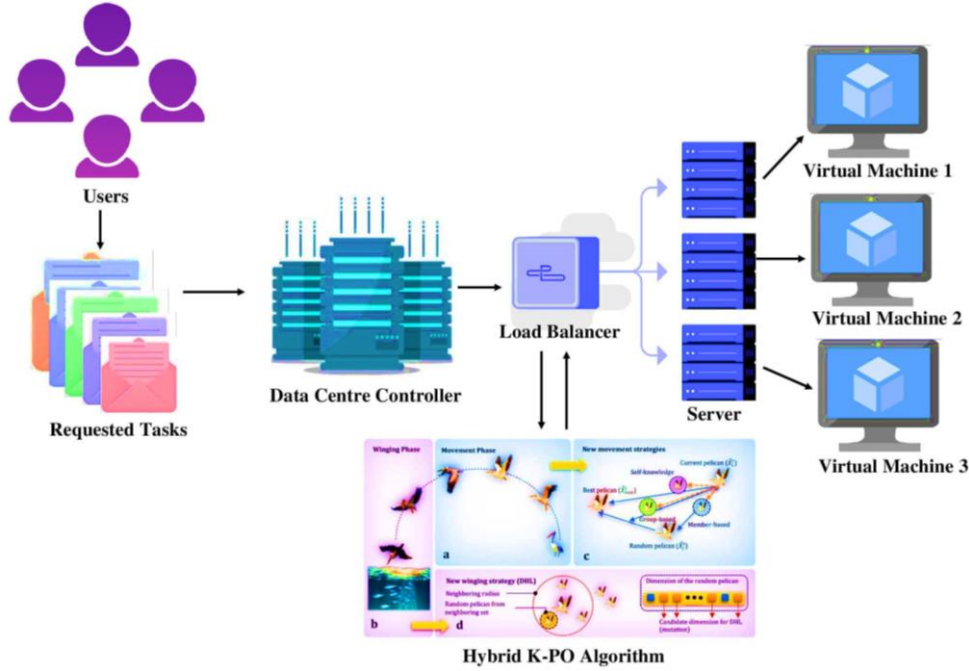 Users
Requested Tasks
Data Centre Controller
Load Balancer
Server
Virtual Machine 1
Virtual Machine 2
Virtual Machine 3
Winging Phase
b
Movement Phase
a
New movement strategies
Self-knowledge
Current pelican
Best pelican
Group-based
Member-based
Random pelican
c
New winging strategy (DHL)
Neighboring radius
Random pelican from
neighboring set
d
Dimension of the random pelican
Candidate dimension for DHL
(mutation)
Hybrid K-PO Algorithm